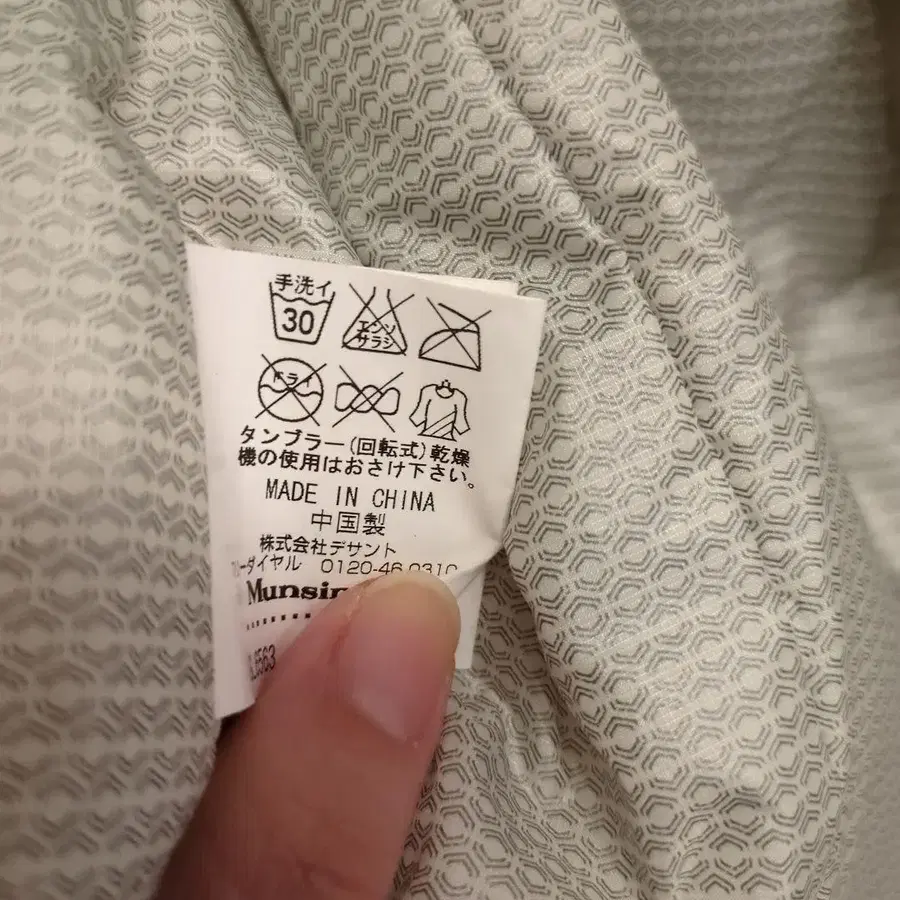 手洗イ
30
エンソ
サラシ
ドライ
タンブラー(回転式)乾燥
機の使用はおさけ下さい。
MADE IN CHINA
中国製
株式会社デサント
ーダイヤル 0120-46